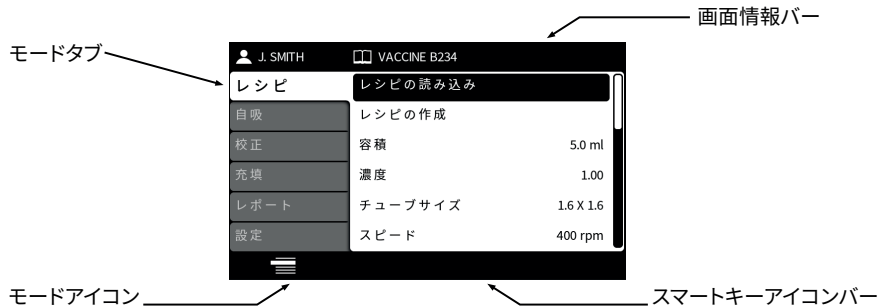 画面情報バー
モードタブ
J. SMITH VACCINE B234
レシピ レシピの読み込み
自吸 レシピの作成
校正 容積 5.0 ml
充填 濃度 1.00
レポート チューブサイズ 1.6 X 1.6
設定 スピード 400 rpm
モードアイコン スマートキーアイコンバー